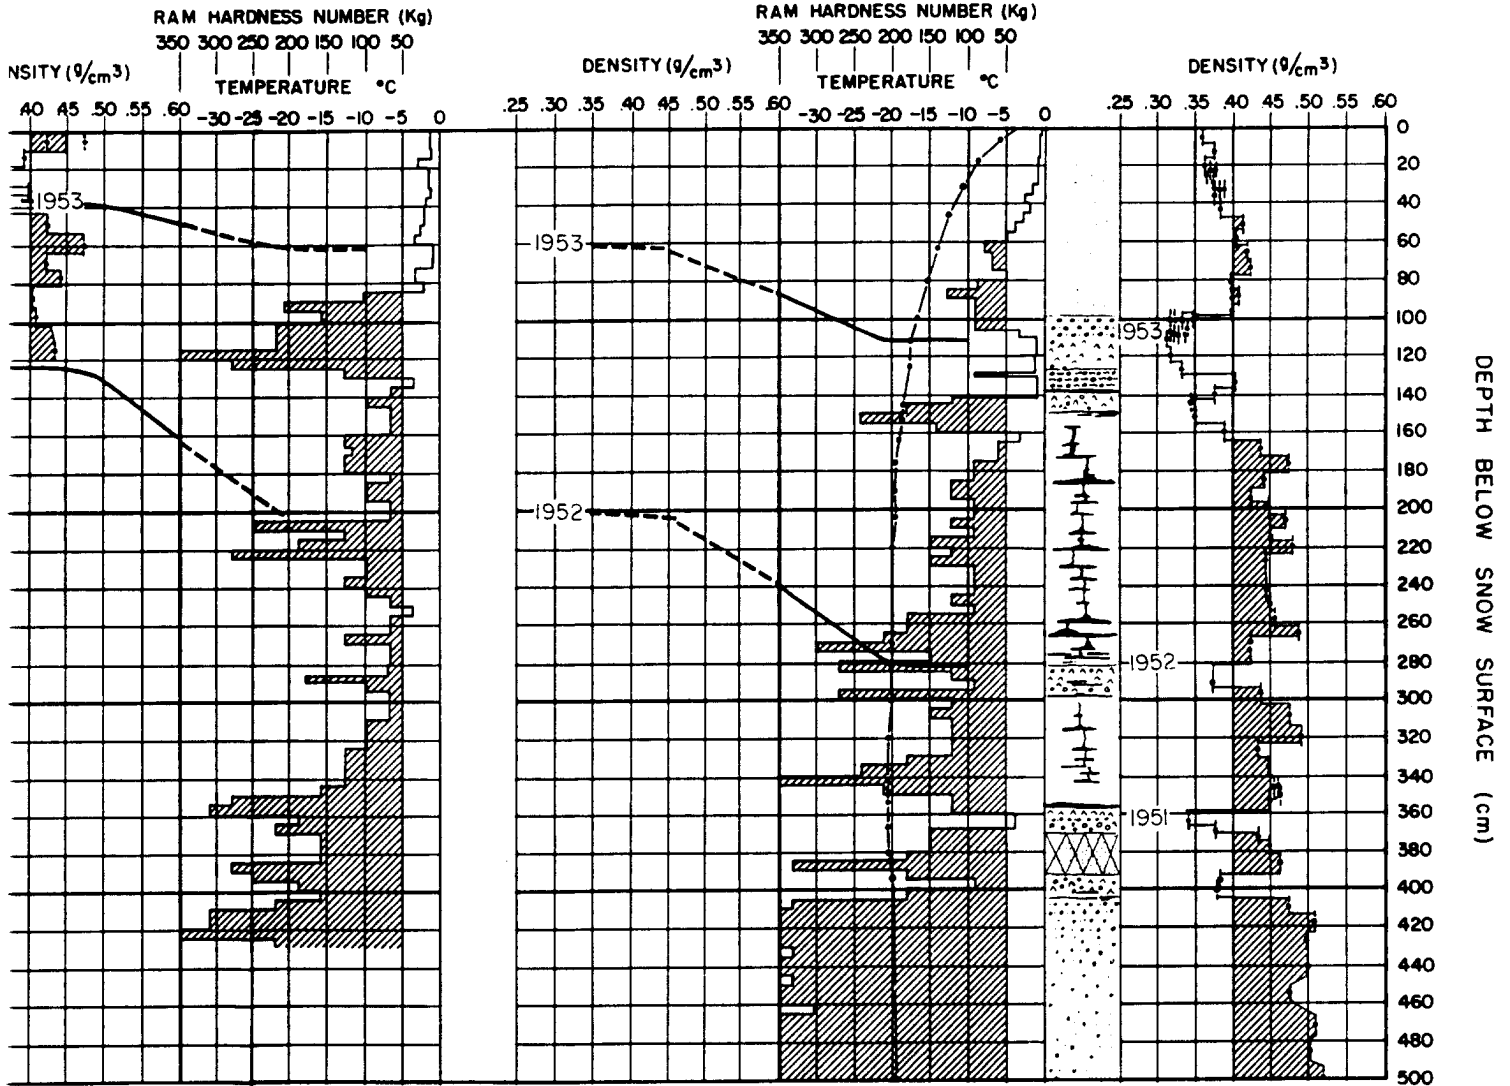 RAM HARDNESS NUMBER (Kg)
350 300 250 200 150 100 50
NSITY (g/cm3)
TEMPERATURE °C
.40 .45 .50 .55 .60 -30 -25 -20 -15 -10 -5 0
1953
RAM HARDNESS NUMBER (Kg)
350 300 250 200 150 100 50
DENSITY (g/cm3)
TEMPERATURE °C
.25 .30 .35 .40 .45 .50 .55 .60 -30 -25 -20 -15 -10 -5 0
1953
1952
DENSITY (g/cm3)
.25 .30 .35 .40 .45 .50 .55 .60
1953
1952
1951
0
20
40
60
80
100
120
140
160
180
200
220
240
260
280
300
320
340
360
380
400
420
440
460
480
500
DEPTH BELOW SNOW SURFACE (cm)